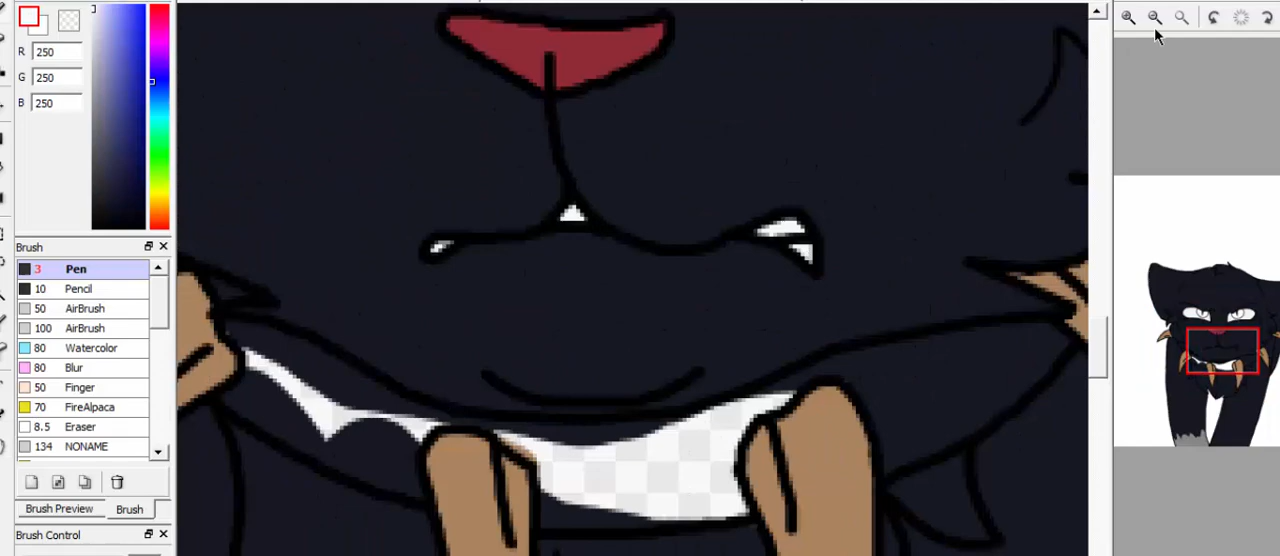 R 250
G 250
B 250
Brush
3 Pen
10 Pencil
50 AirBrush
100 AirBrush
80 Watercolor
80 Blur
50 Finger
70 FireAlpaca
8.5 Eraser
134 NONAME
Brush Preview Brush
Brush Control